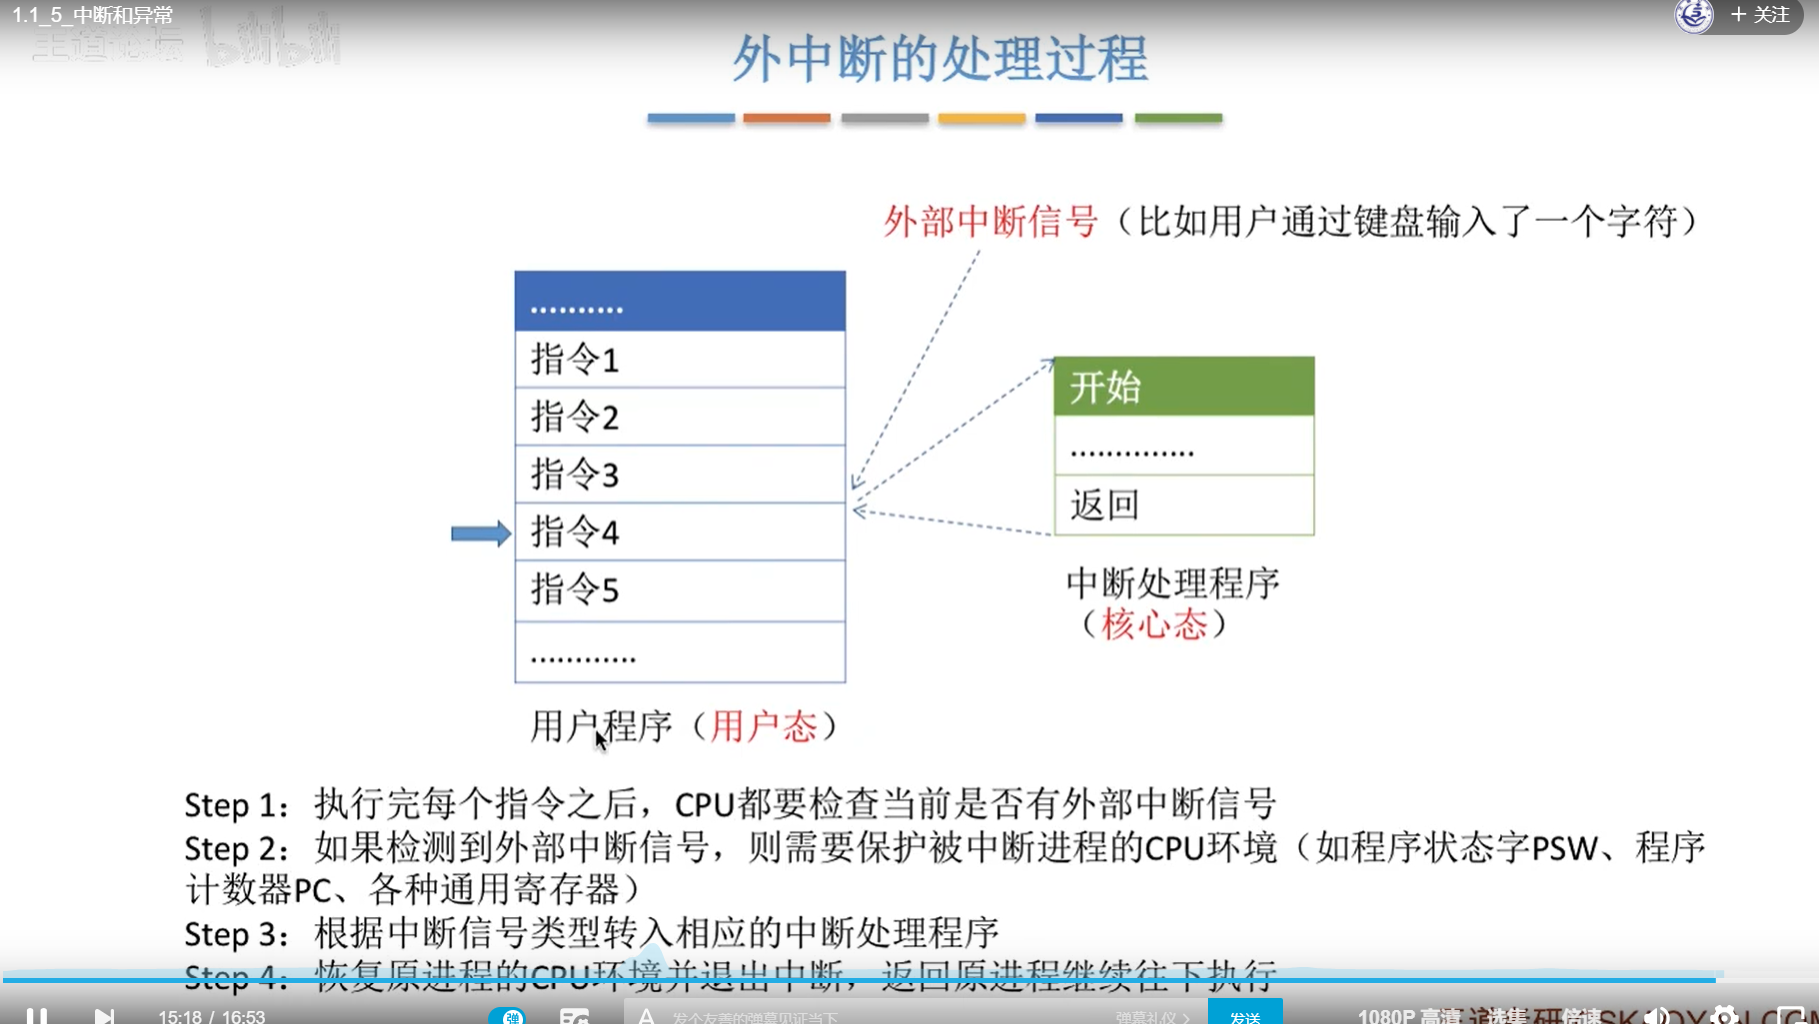 1.1_5_中断和异常
+ 关注
王道论坛 bilibili
外中断的处理过程
外部中断信号（比如用户通过键盘输入了一个字符）
..........
指令1
指令2
指令3
指令4
指令5
............
用户程序（用户态）
开始
..............
返回
中断处理程序
（核心态）
Step 1：执行完每个指令之后，CPU都要检查当前是否有外部中断信号
Step 2：如果检测到外部中断信号，则需要保护被中断进程的CPU环境（如程序状态字PSW、程序
计数器PC、各种通用寄存器）
Step 3：根据中断信号类型转入相应的中断处理程序
Step 4：恢复原进程的CPU环境并退出中断，返回原进程继续往下执行
15:18 / 16:53
弹
A 发个友善的弹幕见证当下
弹幕礼仪 >
发送
1080P 高清
选集
倍速